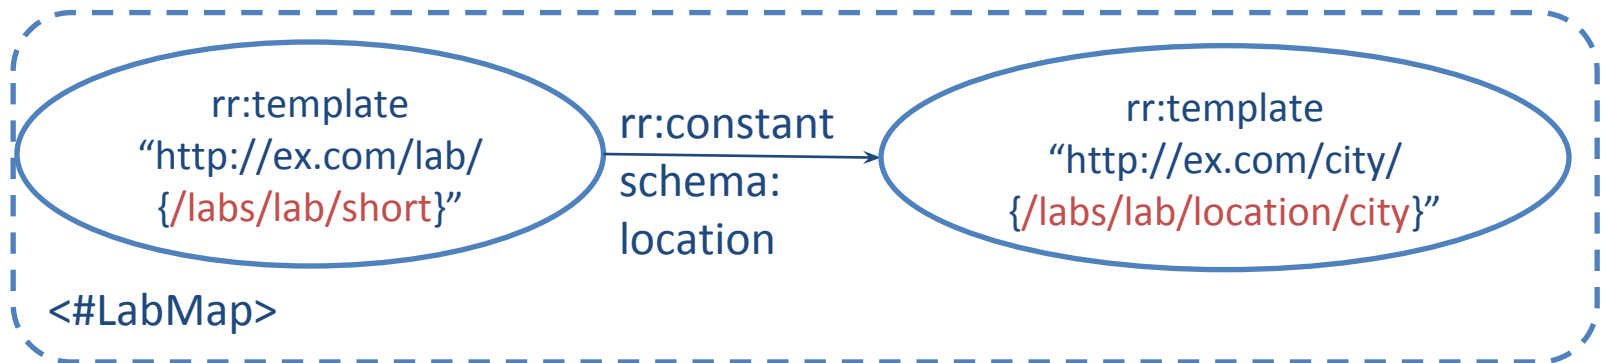 rr:template
“http://ex.com/lab/
{/labs/lab/short}”
rr:constant
schema:
location
rr:template
“http://ex.com/city/
{/labs/lab/location/city}”
<#LabMap>